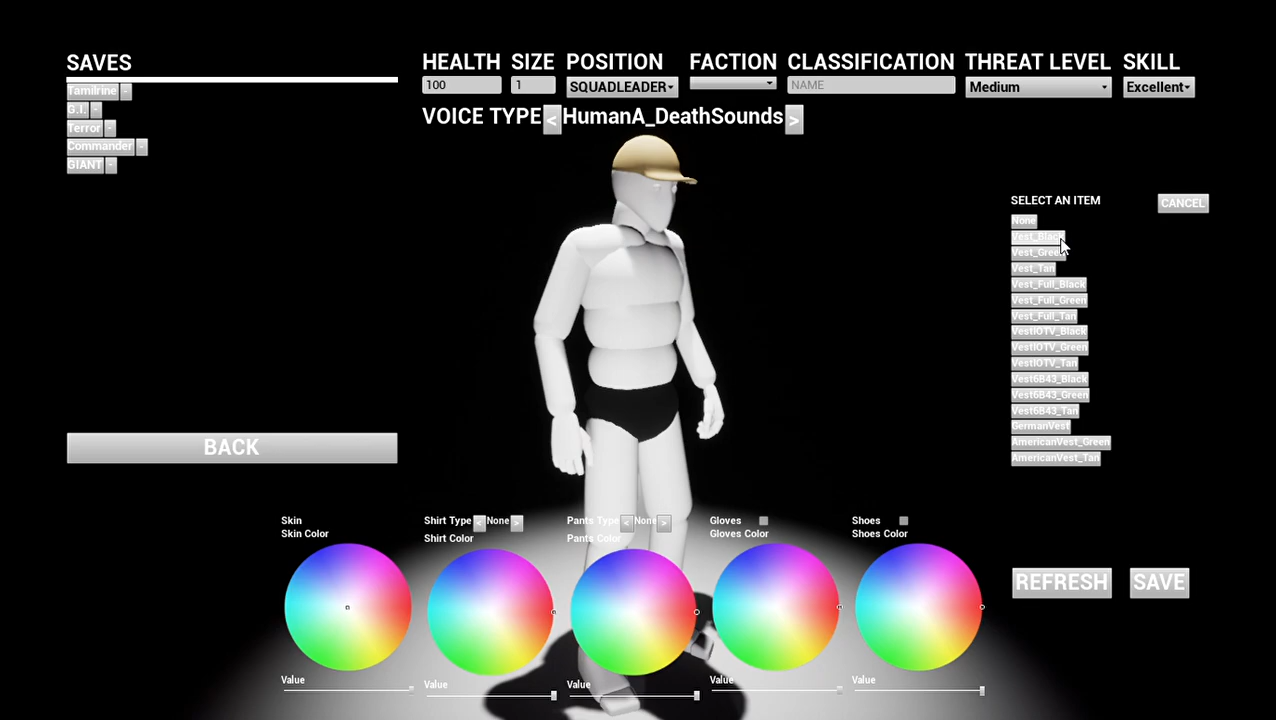 SAVES
Tamilrine -
G.I. -
Terror -
Commander -
GIANT -
BACK
HEALTH SIZE POSITION FACTION CLASSIFICATION THREAT LEVEL SKILL
100 1 SQUADLEADER NAME Medium Excellent
VOICE TYPE < HumanA_DeathSounds >
SELECT AN ITEM CANCEL
None
Vest_Black
Vest_Green
Vest_Tan
Vest_Full_Black
Vest_Full_Green
Vest_Full_Tan
VestIOTV_Black
VestIOTV_Green
VestIOTV_Tan
Vest6B43_Black
Vest6B43_Green
Vest6B43_Tan
GermanVest
AmericanVest_Green
AmericanVest_Tan
Skin Shirt Type < None > Pants Type < None > Gloves Shoes
Skin Color Shirt Color Pants Color Gloves Color Shoes Color
REFRESH SAVE
Value Value Value Value Value